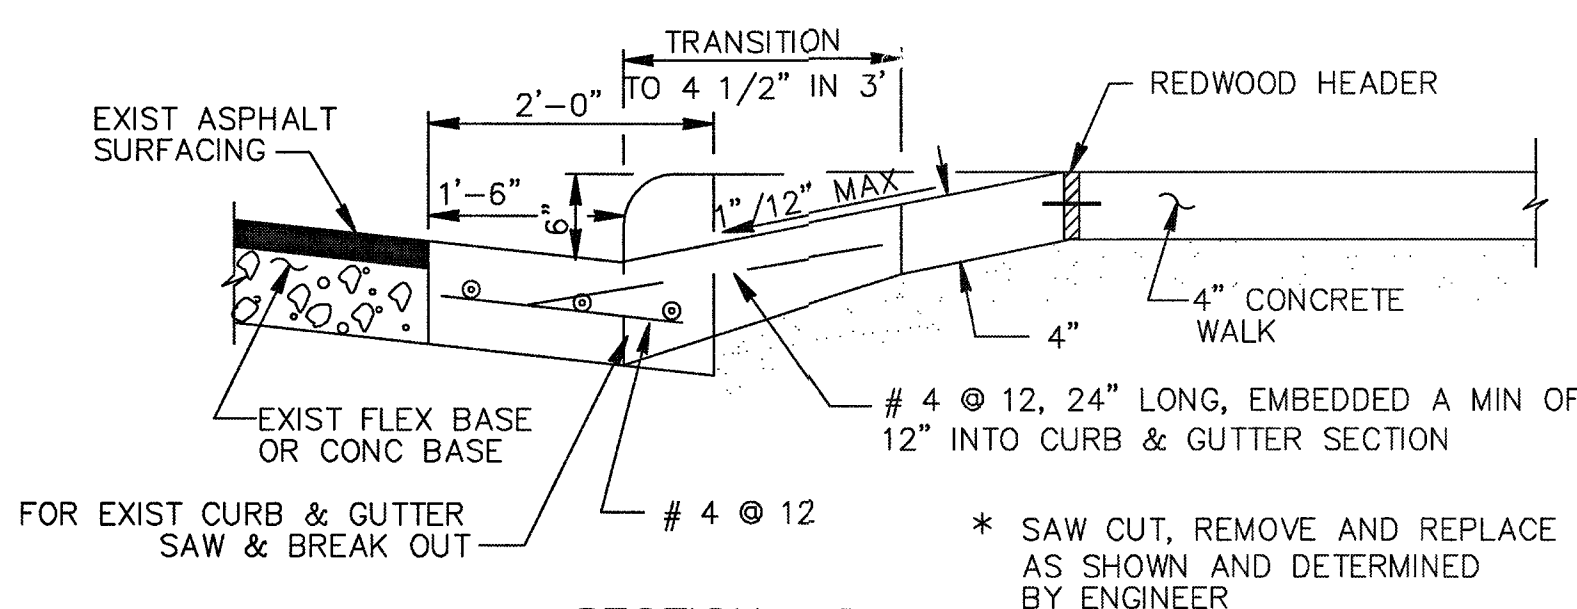 TRANSITION
TO 4 1/2" IN 3'
2'-0"
REDWOOD HEADER
EXIST ASPHALT
SURFACING
1'-6"
6"
1"/12" MAX
4" CONCRETE
WALK
4"
EXIST FLEX BASE
OR CONC BASE
# 4 @ 12, 24" LONG, EMBEDDED A MIN OF
12" INTO CURB & GUTTER SECTION
FOR EXIST CURB & GUTTER
SAW & BREAK OUT
# 4 @ 12
* SAW CUT, REMOVE AND REPLACE
AS SHOWN AND DETERMINED
BY ENGINEER